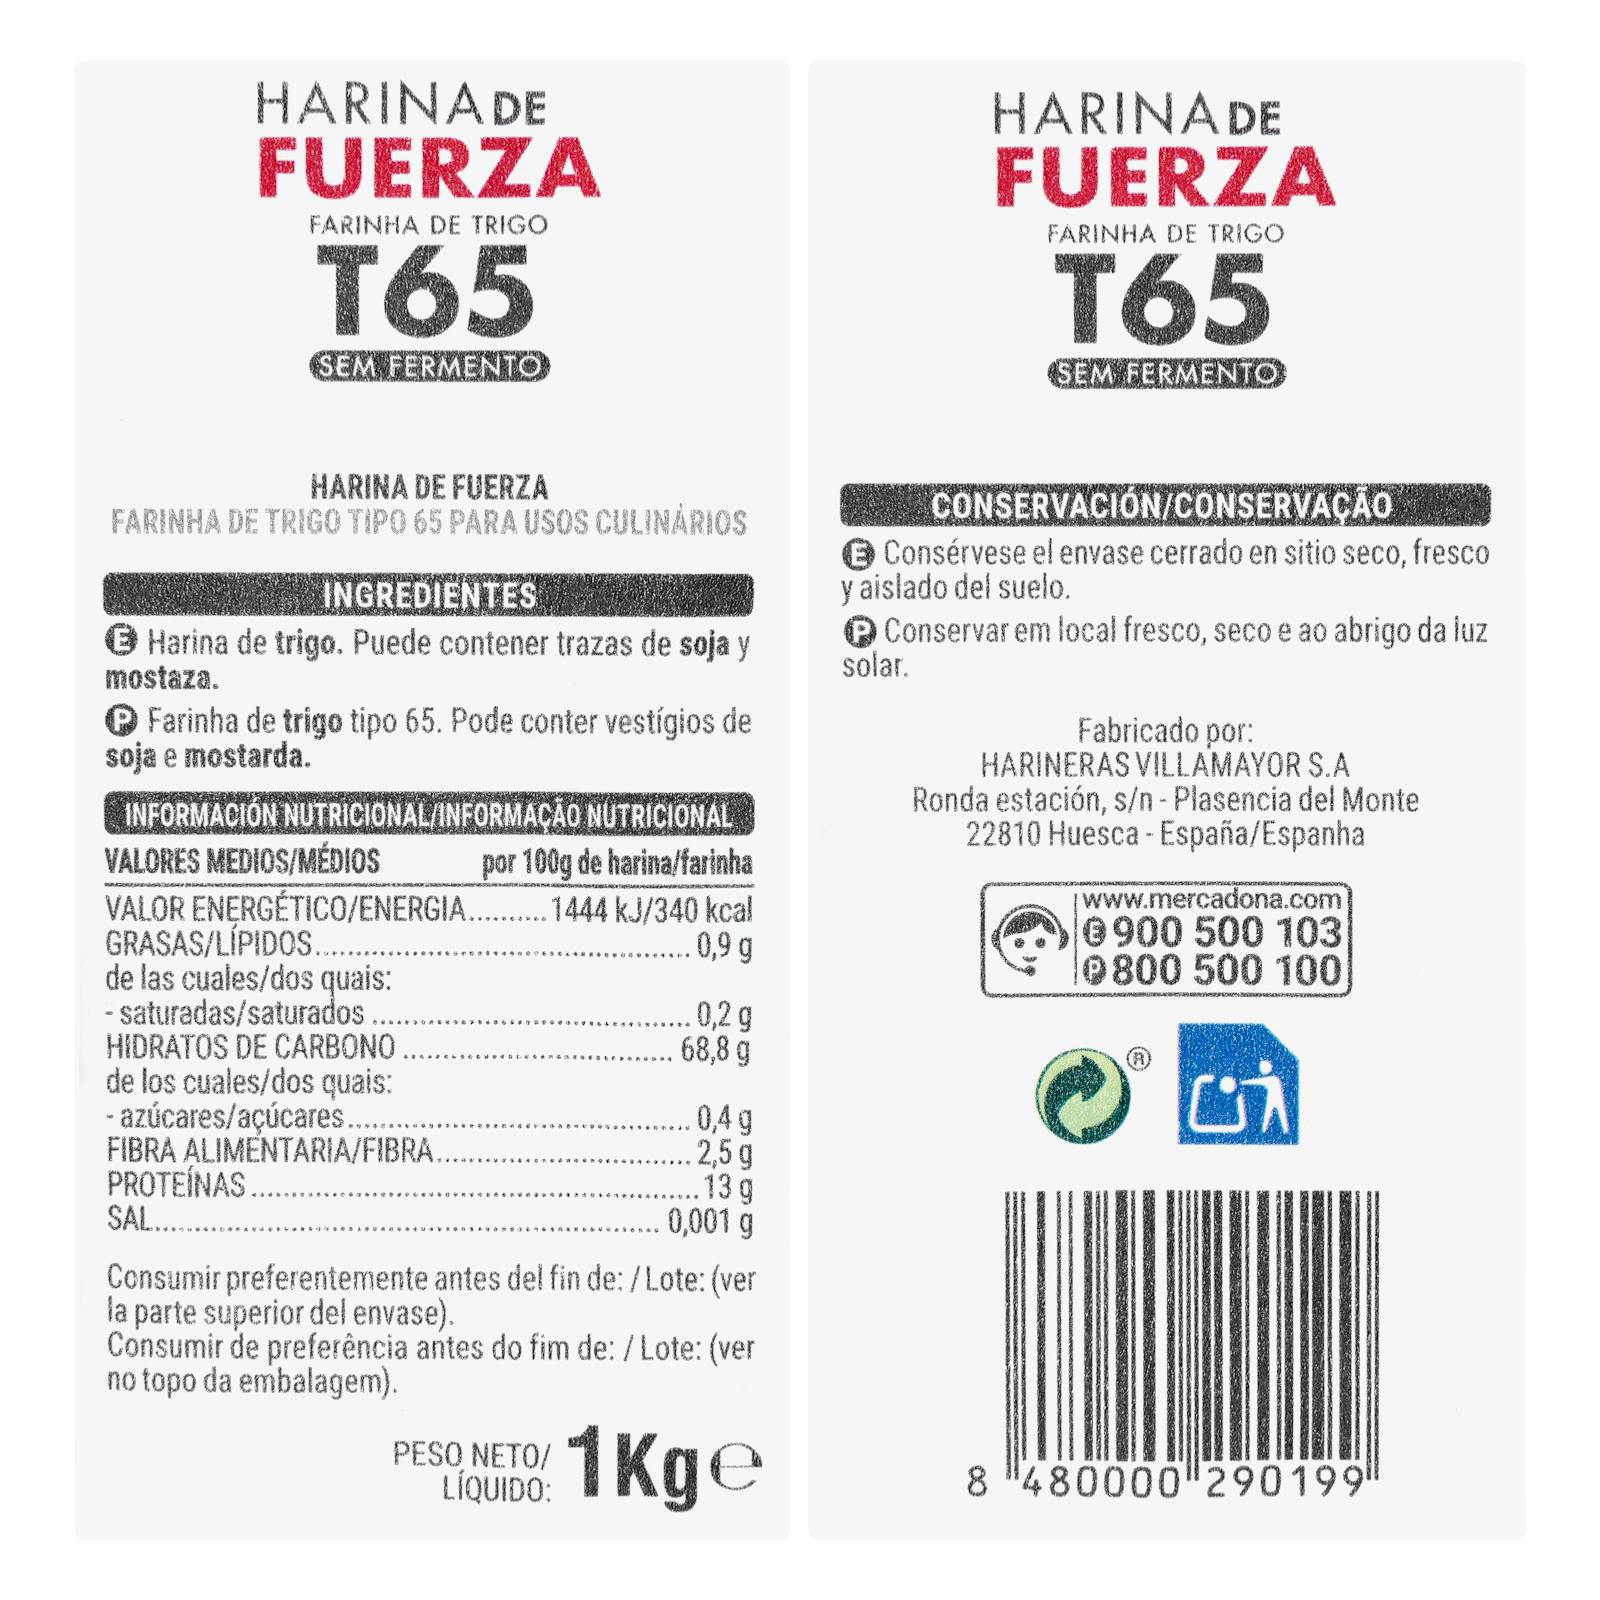 HARINA DE
FUERZA
FARINHA DE TRIGO
T65
SEM FERMENTO
HARINA DE FUERZA
FARINHA DE TRIGO TIPO 65 PARA USOS CULINÁRIOS
INGREDIENTES
E Harina de trigo. Puede contener trazas de soja y
mostaza.
P Farinha de trigo tipo 65. Pode conter vestígios de
soja e mostarda.
INFORMACIÓN NUTRICIONAL/INFORMAÇÃO NUTRICIONAL
VALORES MEDIOS/MÉDIOS por 100g de harina/farinha
VALOR ENERGÉTICO/ENERGIA.......... 1444 kJ/340 kcal
GRASAS/LÍPIDOS.................................................. 0,9 g
de las cuales/dos quais:
- saturadas/saturados .......................................... 0,2 g
HIDRATOS DE CARBONO ................................... 68,8 g
de los cuales/dos quais:
- azúcares/açúcares............................................. 0,4 g
FIBRA ALIMENTARIA/FIBRA................................. 2,5 g
PROTEÍNAS .......................................................... 13 g
SAL.................................................................. 0,001 g
Consumir preferentemente antes del fin de: / Lote: (ver
la parte superior del envase).
Consumir de preferência antes do fim de: / Lote: (ver
no topo da embalagem).
PESO NETO/
LÍQUIDO: 1Kg e
HARINA DE
FUERZA
FARINHA DE TRIGO
T65
SEM FERMENTO
CONSERVACIÓN/CONSERVAÇÃO
E Consérvese el envase cerrado en sitio seco, fresco
y aislado del suelo.
P Conservar em local fresco, seco e ao abrigo da luz
solar.
Fabricado por:
HARINERAS VILLAMAYOR S.A
Ronda estación, s/n - Plasencia del Monte
22810 Huesca - España/Espanha
www.mercadona.com
E 900 500 103
P 800 500 100
®
8 480000 290199